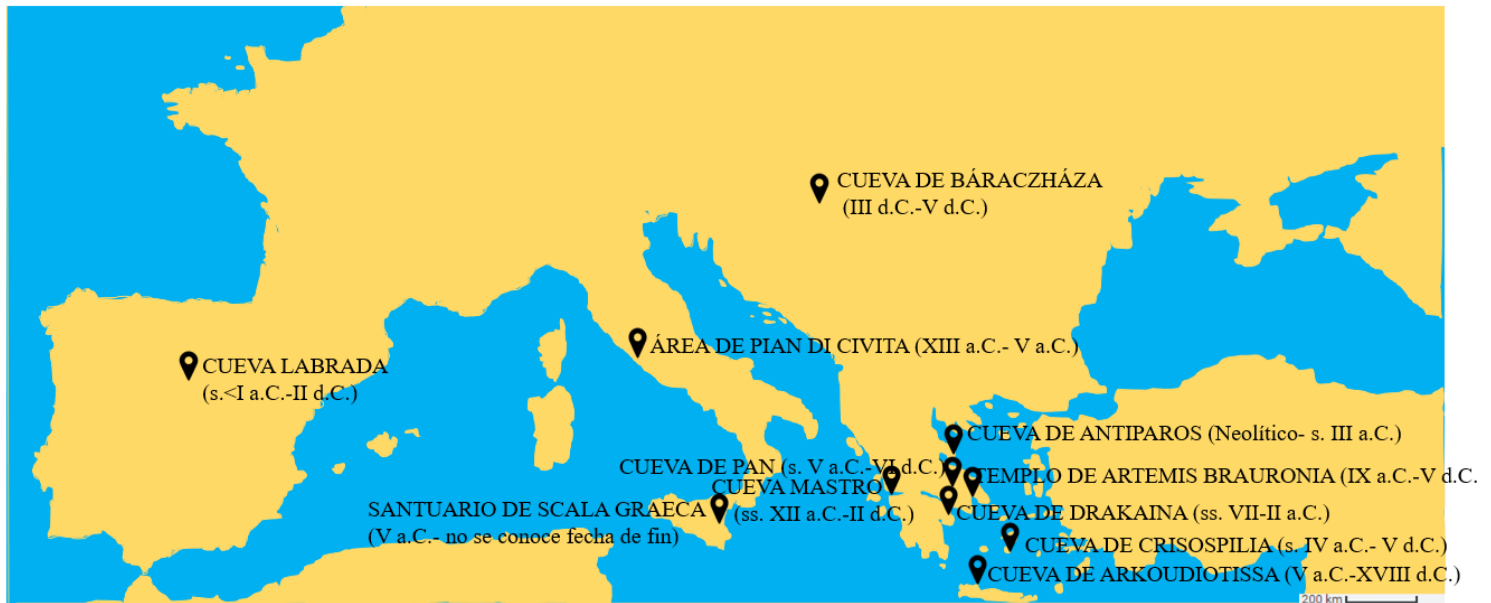 CUEVA DE BÁRACZHÁZA
(III d.C.-V d.C.)
ÁREA DE PIAN DI CIVITA (XIII a.C.- V a.C.)
CUEVA LABRADA
(s.<I a.C.-II d.C.)
CUEVA DE ANTIPAROS (Neolítico- s. III a.C.)
CUEVA DE PAN (s. V a.C.-VI d.C.)
TEMPLO DE ARTEMIS BRAURONIA (IX a.C.-V d.C.
CUEVA MASTRO
(ss. XII a.C.-II d.C.)
SANTUARIO DE SCALA GRAECA
(V a.C.- no se conoce fecha de fin)
CUEVA DE DRAKAINA (ss. VII-II a.C.)
CUEVA DE CRISOSPILIA (s. IV a.C.- V d.C.)
CUEVA DE ARKOUDIOTISSA (V a.C.-XVIII d.C.)
200 km